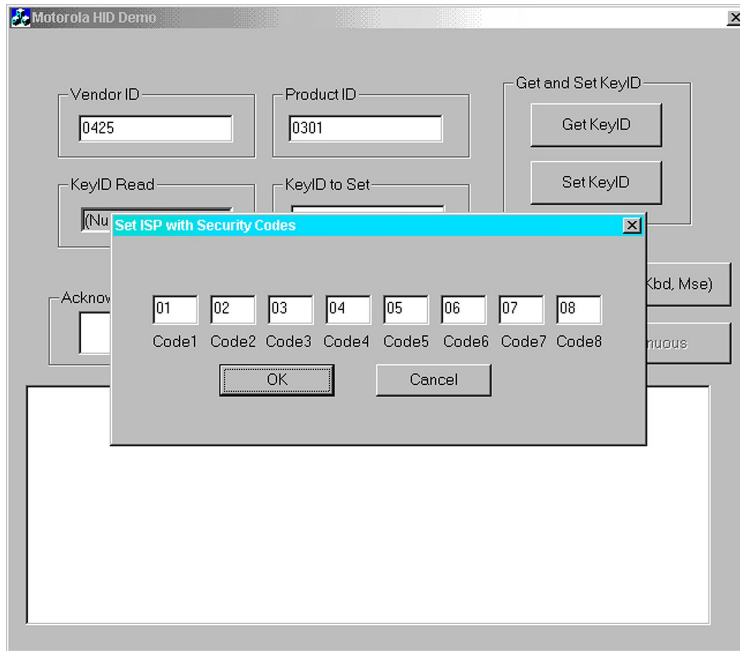 Motorola HID Demo
Vendor ID
Product ID
Get and Set KeyID
0425
0301
Get KeyID
Set KeyID
KeyID Read
KeyID to Set
(Nu
Set ISP with Security Codes
Kbd, Mse)
01 02 03 04 05 06 07 08
Code1 Code2 Code3 Code4 Code5 Code6 Code7 Code8
OK Cancel